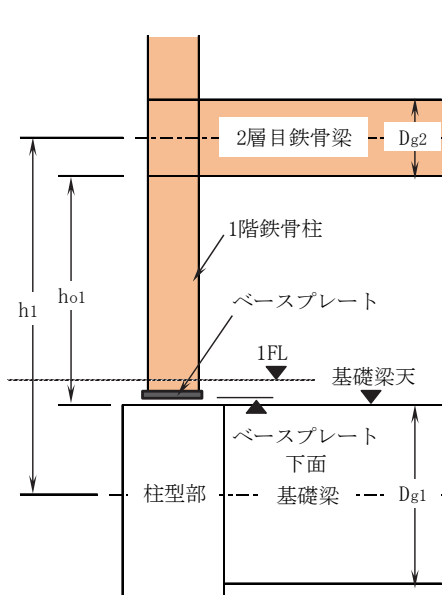 2層目鉄骨梁
Dg2
1階鉄骨柱
ho1
h1
ベースプレート
1FL
基礎梁天
ベースプレート
下面
柱型部
基礎梁
Dg1